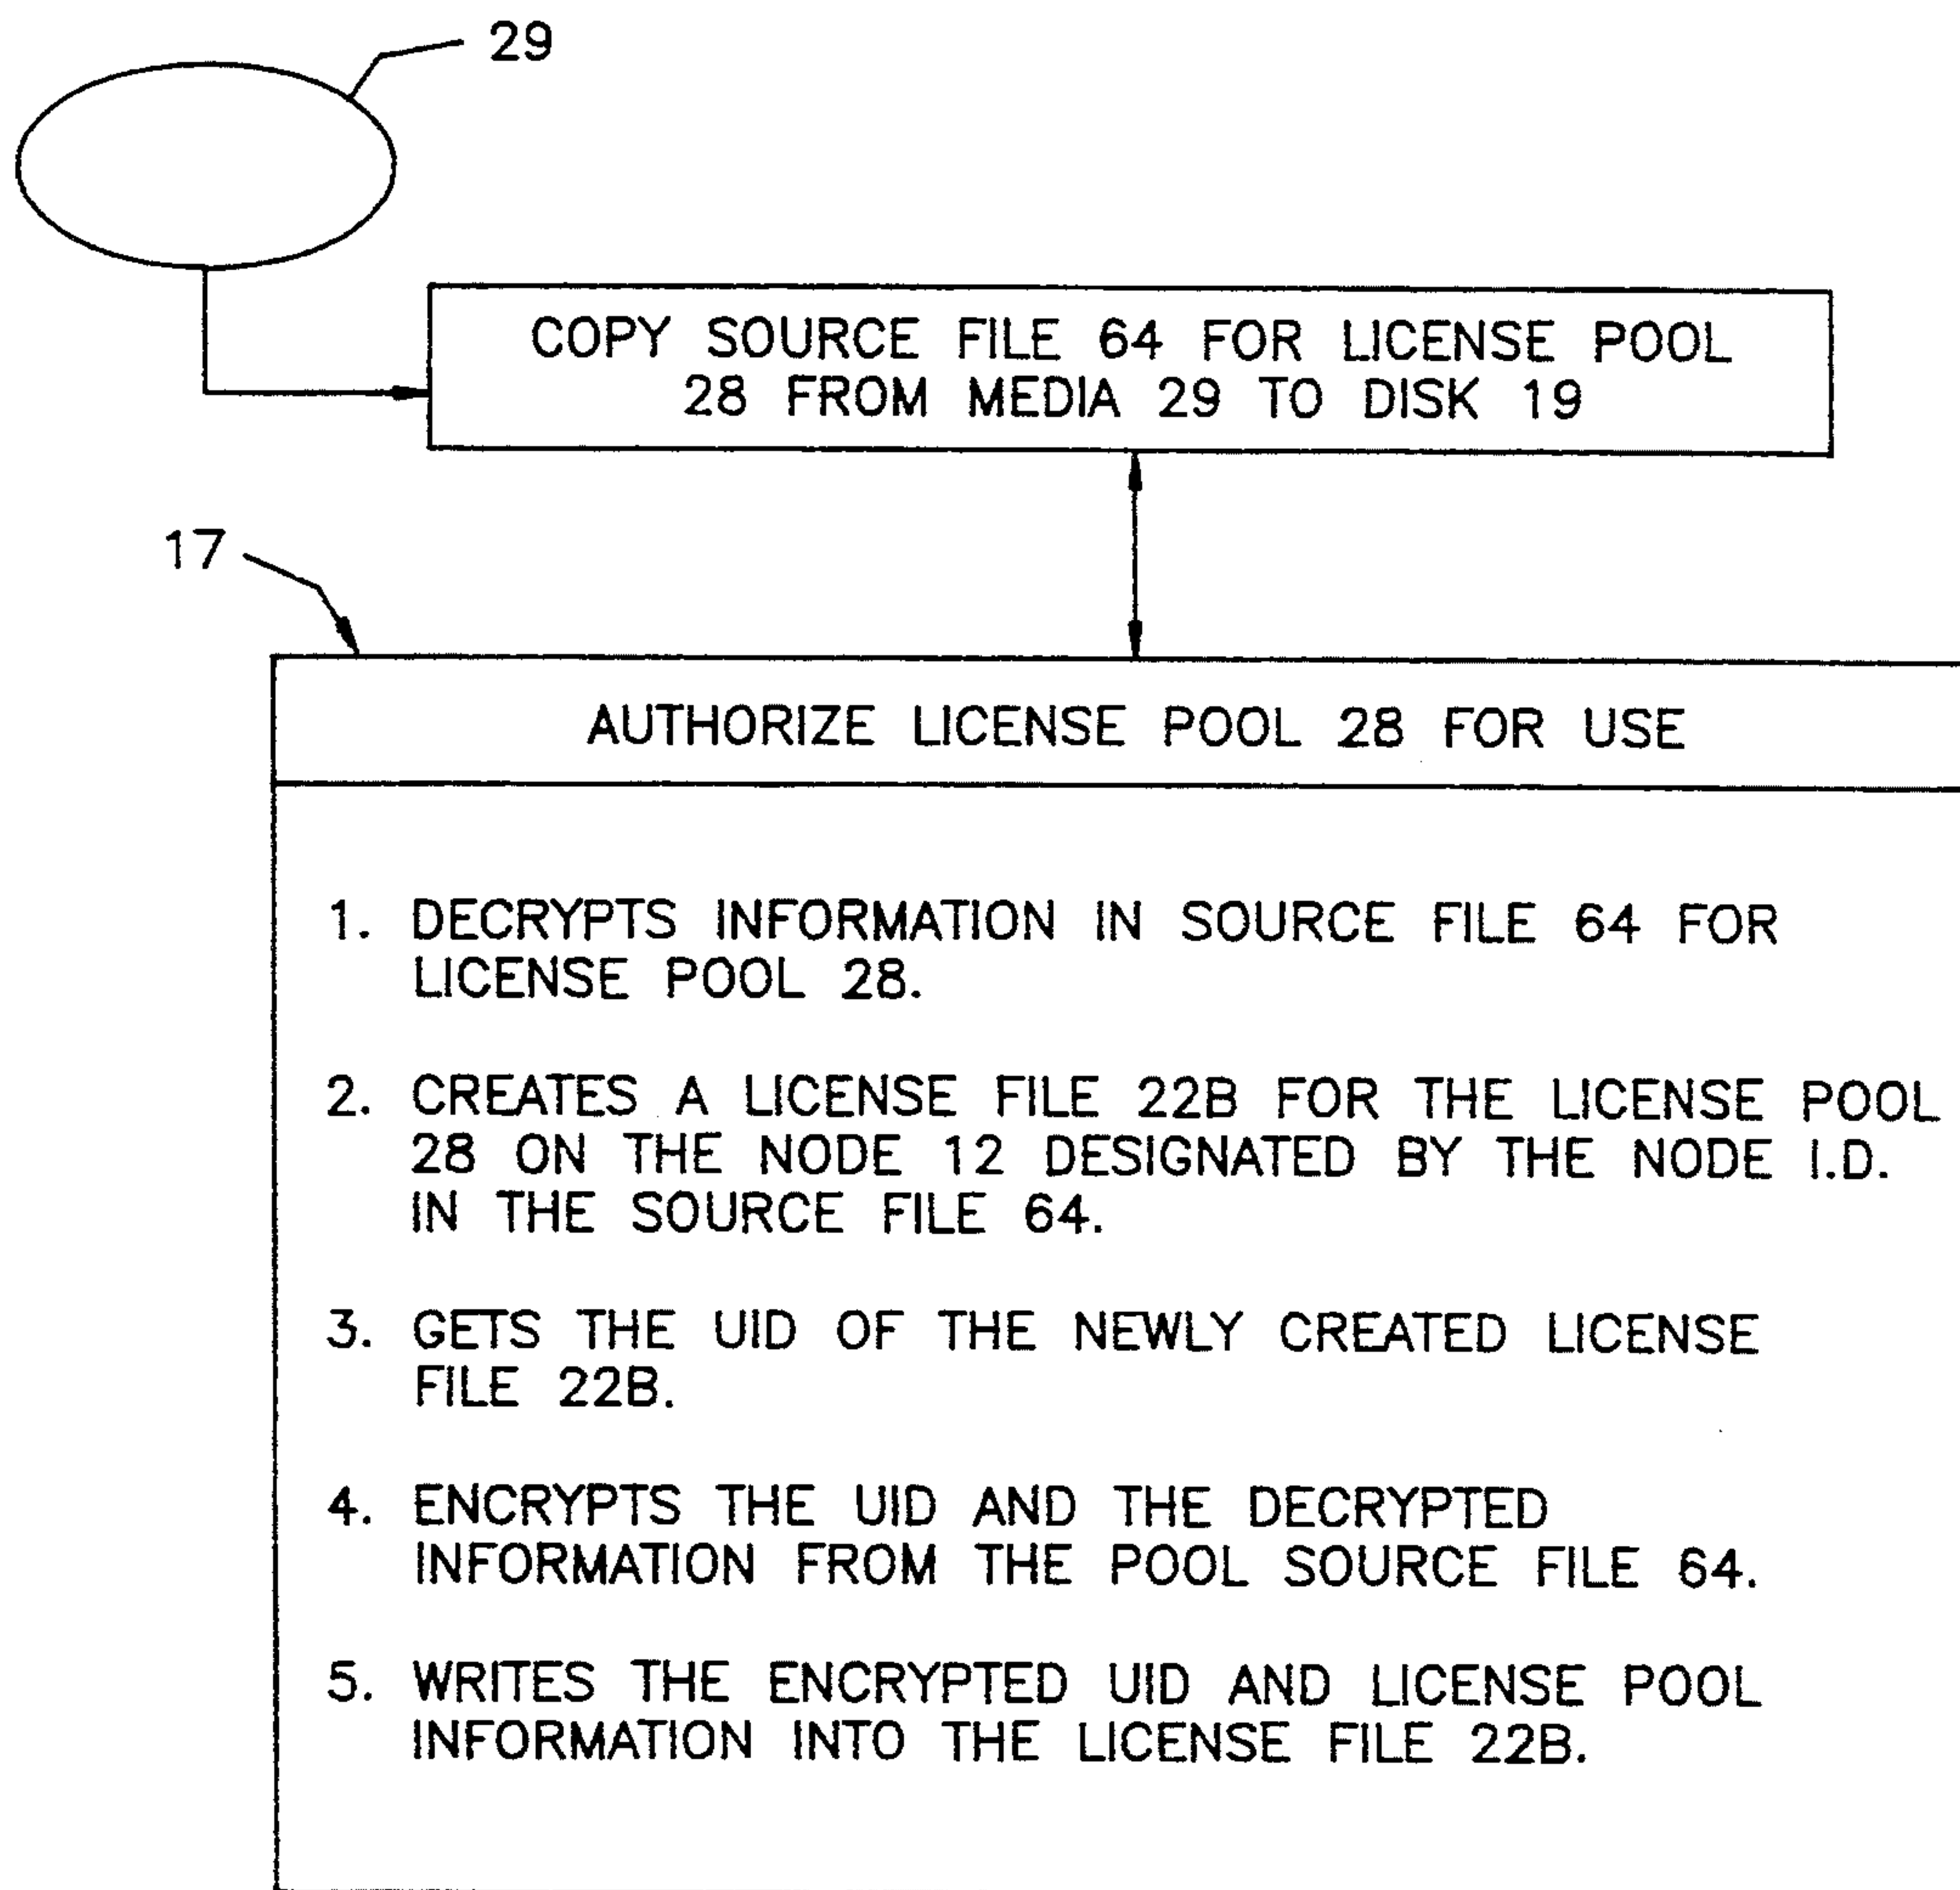 29
COPY SOURCE FILE 64 FOR LICENSE POOL
28 FROM MEDIA 29 TO DISK 19
17
AUTHORIZE LICENSE POOL 28 FOR USE
1. DECRYPTS INFORMATION IN SOURCE FILE 64 FOR
LICENSE POOL 28.
2. CREATES A LICENSE FILE 22B FOR THE LICENSE POOL
28 ON THE NODE 12 DESIGNATED BY THE NODE I.D.
IN THE SOURCE FILE 64.
3. GETS THE UID OF THE NEWLY CREATED LICENSE
FILE 22B.
4. ENCRYPTS THE UID AND THE DECRYPTED
INFORMATION FROM THE POOL SOURCE FILE 64.
5. WRITES THE ENCRYPTED UID AND LICENSE POOL
INFORMATION INTO THE LICENSE FILE 22B.